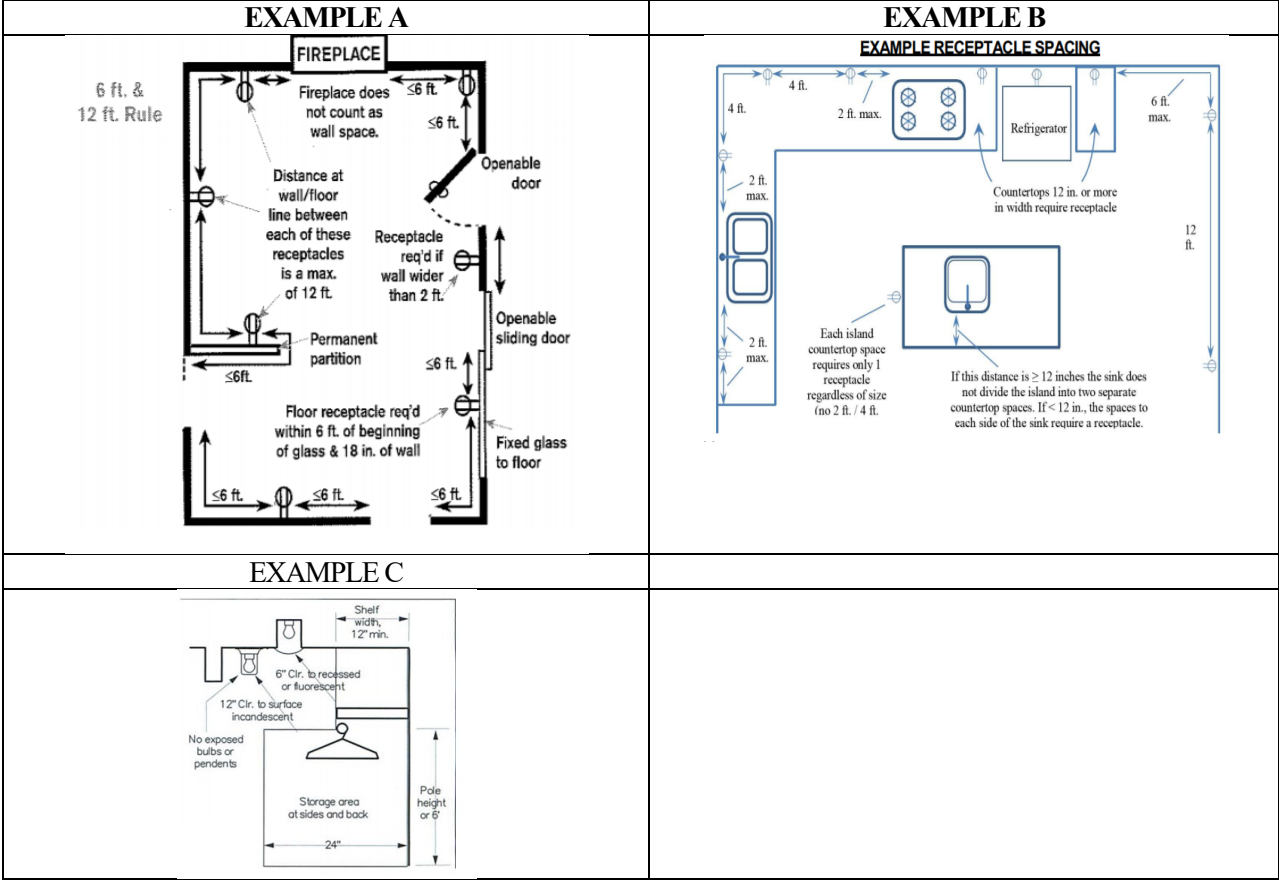 EXAMPLE A
FIREPLACE
6 ft. &
12 ft. Rule
Fireplace does
not count as
wall space.
≤6 ft.
≤6 ft.
Openable
door
Distance at
wall/floor
line between
each of these
receptacles
is a max.
of 12 ft.
Receptacle
req'd if
wall wider
than 2 ft.
Openable
sliding door
Permanent
partition
≤6ft.
≤6 ft.
Floor receptacle req'd
within 6 ft. of beginning
of glass & 18 in. of wall
Fixed glass
to floor
≤6 ft.
≤6 ft.
≤6 ft.
EXAMPLE B
EXAMPLE RECEPTACLE SPACING
4 ft.
4 ft.
2 ft. max.
Refrigerator
6 ft.
max.
2 ft.
max.
Countertops 12 in. or more
in width require receptacle
12
ft.
2 ft.
max.
Each island
countertop space
requires only 1
receptacle
regardless of size
(no 2 ft. / 4 ft.
If this distance is ≥ 12 inches the sink does
not divide the island into two separate
countertop spaces. If < 12 in., the spaces to
each side of the sink require a receptacle.
EXAMPLE C
Shelf
width,
12" min.
6" Clr. to recessed
or fluorescent
12" Clr. to surface
incandescent
No exposed
bulbs or
pendents
Storage area
at sides and back
Pole
height
or 6'
24"